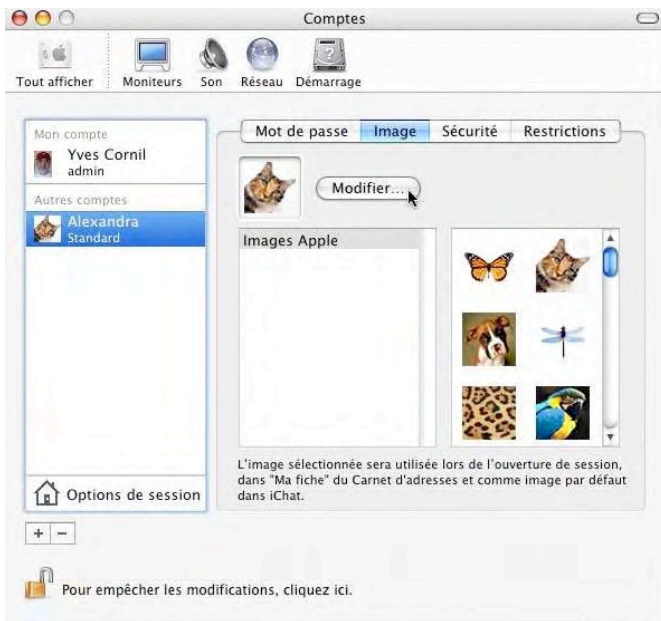 Comptes
Tout afficher
Moniteurs
Son
Réseau
Démarrage
Mon compte
Yves Cornil
admin
Autres comptes
Alexandra
Standard
Options de session
Mot de passe
Image
Sécurité
Restrictions
Modifier...
Images Apple
L'image sélectionnée sera utilisée lors de l'ouverture de session,
dans "Ma fiche" du Carnet d'adresses et comme image par défaut
dans iChat.
Pour empêcher les modifications, cliquez ici.